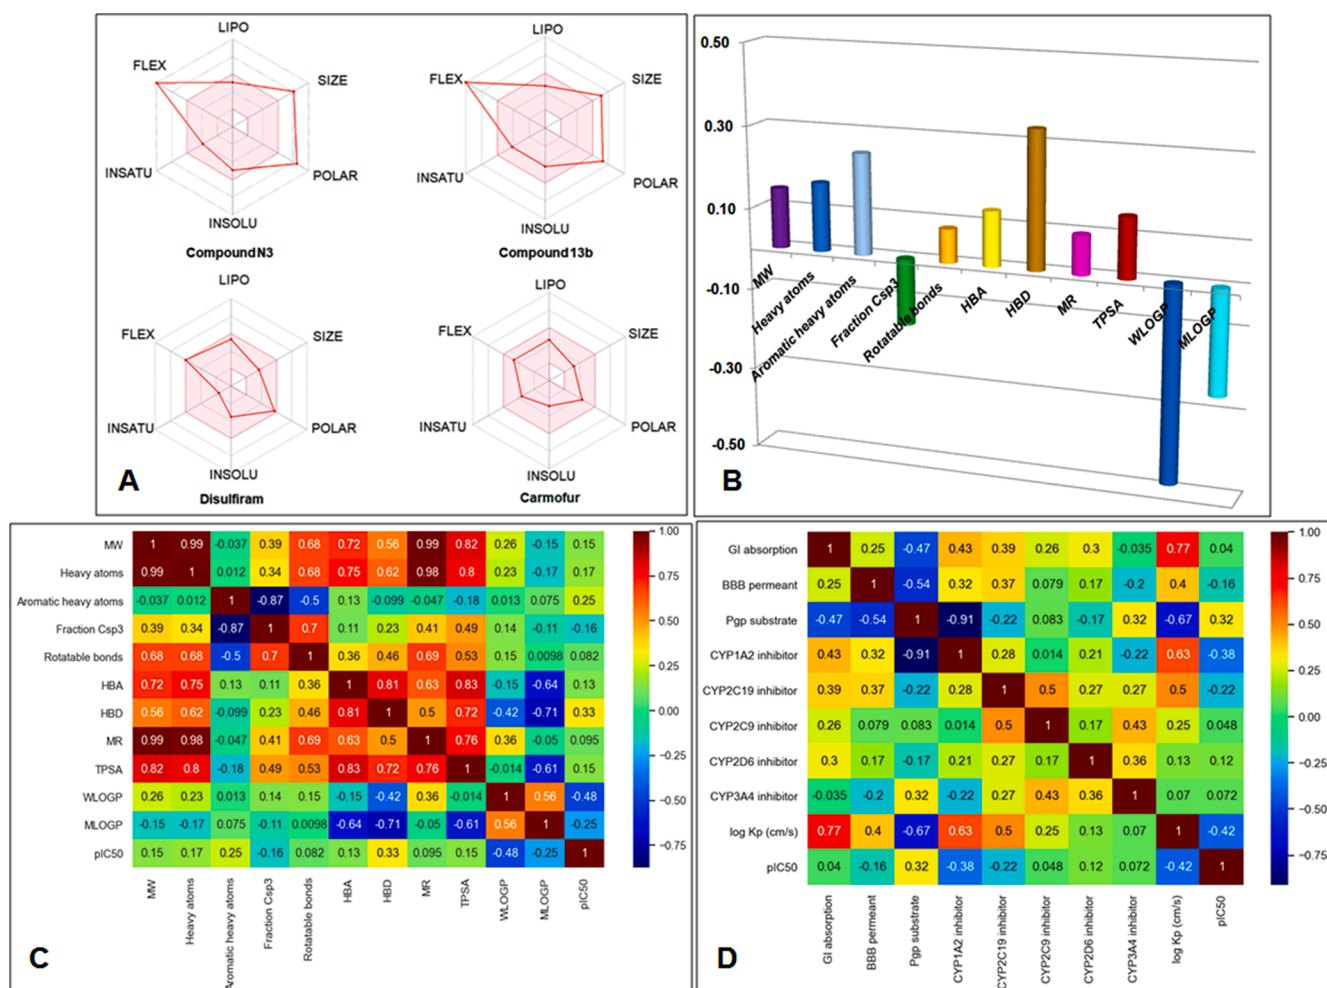 LIPO
FLEX
SIZE
INSATU
POLAR
INSOLU
Compound N3
LIPO
FLEX
SIZE
INSATU
POLAR
INSOLU
Compound 13b
LIPO
FLEX
SIZE
INSATU
POLAR
INSOLU
Disulfiram
LIPO
FLEX
SIZE
INSATU
POLAR
INSOLU
Carmofur
A
0.50
0.30
0.10
-0.10
-0.30
-0.50
MW
Heavy atoms
Aromatic heavy atoms
Fraction Csp3
Rotatable bonds
HBA
HBD
MR
TPSA
WLOGP
MLOGP
B
MW 1 0.99 -0.037 0.39 0.68 0.72 0.56 0.99 0.82 0.26 -0.15 0.15
Heavy atoms 0.99 1 0.012 0.34 0.68 0.75 0.62 0.98 0.8 0.23 -0.17 0.17
Aromatic heavy atoms -0.037 0.012 1 -0.87 -0.5 0.13 -0.099 -0.047 -0.18 0.013 0.075 0.25
Fraction Csp3 0.39 0.34 -0.87 1 0.7 0.11 0.23 0.41 0.49 0.14 -0.11 -0.16
Rotatable bonds 0.68 0.68 -0.5 0.7 1 0.36 0.46 0.69 0.53 0.15 0.0098 0.082
HBA 0.72 0.75 0.13 0.11 0.36 1 0.81 0.63 0.83 -0.15 -0.64 0.13
HBD 0.56 0.62 -0.099 0.23 0.46 0.81 1 0.5 0.72 -0.42 -0.71 0.33
MR 0.99 0.98 -0.047 0.41 0.69 0.63 0.5 1 0.76 0.36 -0.05 0.095
TPSA 0.82 0.8 -0.18 0.49 0.53 0.83 0.72 0.76 1 -0.014 -0.61 0.15
WLOGP 0.26 0.23 0.013 0.14 0.15 -0.15 -0.42 0.36 -0.014 1 0.56 -0.48
MLOGP -0.15 -0.17 0.075 -0.11 0.0098 -0.64 -0.71 -0.05 -0.61 0.56 1 -0.25
pIC50 0.15 0.17 0.25 -0.16 0.082 0.13 0.33 0.095 0.15 -0.48 -0.25 1
MW
Heavy atoms
Aromatic heavy atoms
Fraction Csp3
Rotatable bonds
HBA
HBD
MR
TPSA
WLOGP
MLOGP
pIC50
1.00
0.75
0.50
0.25
0.00
-0.25
-0.50
-0.75
C
GI absorption 1 0.25 -0.47 0.43 0.39 0.26 0.3 -0.035 0.77 0.04
BBB permeant 0.25 1 -0.54 0.32 0.37 0.079 0.17 -0.2 0.4 -0.16
Pgp substrate -0.47 -0.54 1 -0.91 -0.22 0.083 -0.17 0.32 -0.67 0.32
CYP1A2 inhibitor 0.43 0.32 -0.91 1 0.28 0.014 0.21 -0.22 0.63 -0.38
CYP2C19 inhibitor 0.39 0.37 -0.22 0.28 1 0.5 0.27 0.27 0.5 -0.22
CYP2C9 inhibitor 0.26 0.079 0.083 0.014 0.5 1 0.17 0.43 0.25 0.048
CYP2D6 inhibitor 0.3 0.17 -0.17 0.21 0.27 0.17 1 0.36 0.13 0.12
CYP3A4 inhibitor -0.035 -0.2 0.32 -0.22 0.27 0.43 0.36 1 0.07 0.072
log Kp (cm/s) 0.77 0.4 -0.67 0.63 0.5 0.25 0.13 0.07 1 -0.42
pIC50 0.04 -0.16 0.32 -0.38 -0.22 0.048 0.12 0.072 -0.42 1
GI absorption
BBB permeant
Pgp substrate
CYP1A2 inhibitor
CYP2C19 inhibitor
CYP2C9 inhibitor
CYP2D6 inhibitor
CYP3A4 inhibitor
log Kp (cm/s)
pIC50
1.00
0.75
0.50
0.25
0.00
-0.25
-0.50
-0.75
D